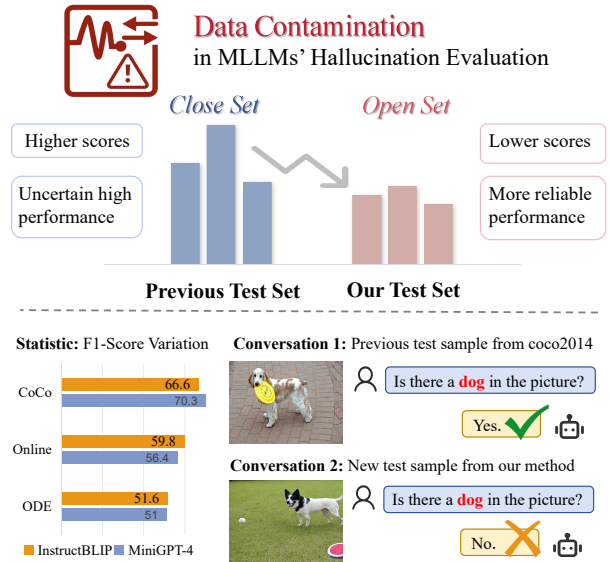 Data Contamination
in MLLMs' Hallucination Evaluation
Close Set
Open Set
Higher scores
Uncertain high
performance
Lower scores
More reliable
performance
Previous Test Set
Our Test Set
Statistic: F1-Score Variation
CoCo
66.6
70.3
Online
59.8
56.4
ODE
51.6
51
InstructBLIP
MiniGPT-4
Conversation 1: Previous test sample from coco2014
Is there a dog in the picture?
Yes.
Conversation 2: New test sample from our method
Is there a dog in the picture?
No.